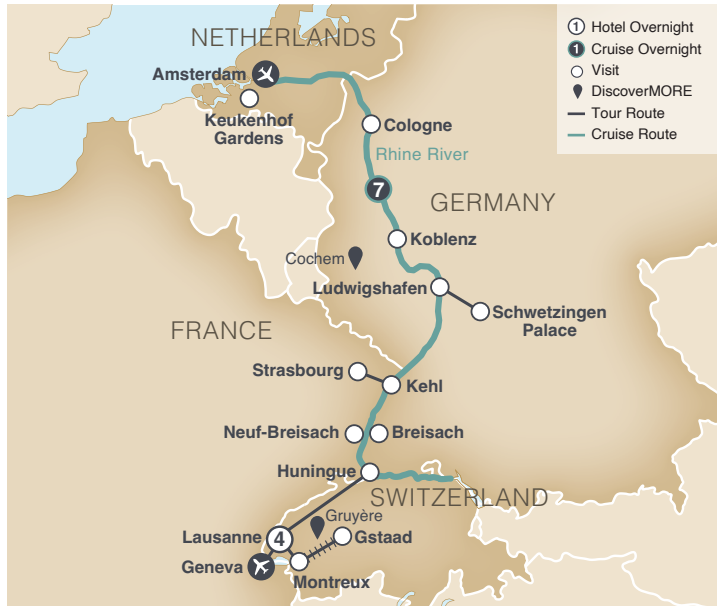 NETHERLANDS
Amsterdam
Keukenhof
Gardens
Cologne
Rhine River
7
GERMANY
Koblenz
Cochem
Ludwigshafen
Schwetzingen
Palace
FRANCE
Strasbourg
Kehl
Neuf-Breisach
Breisach
Huningue
SWITZERLAND
Gruyère
Lausanne
4
Gstaad
Geneva
Montreux
1 Hotel Overnight
1 Cruise Overnight
Visit
DiscoverMORE
Tour Route
Cruise Route